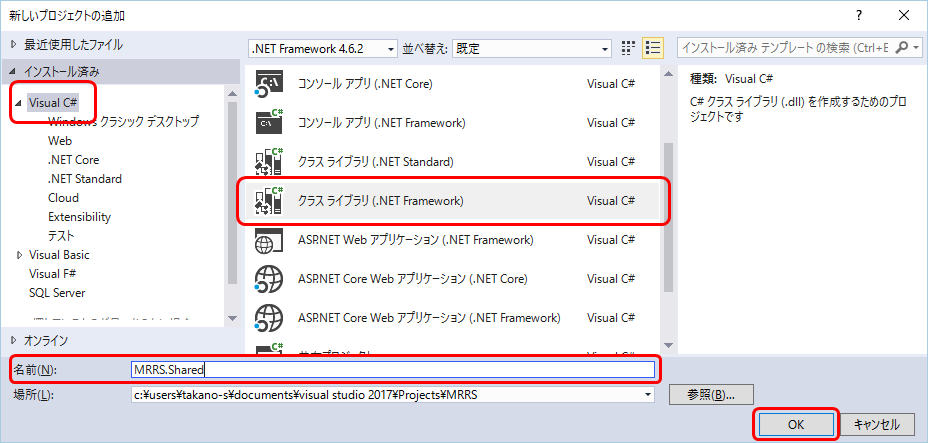 新しいプロジェクトの追加
? ×
最近使用したファイル
.NET Framework 4.6.2 並べ替え: 既定
インストール済み テンプレート の検索 (Ctrl+E
インストール済み
Visual C#
Windows クラシック デスクトップ
Web
.NET Core
.NET Standard
Cloud
Extensibility
テスト
Visual Basic
Visual F#
SQL Server
オンライン
コンソール アプリ (.NET Core) Visual C#
コンソール アプリ (.NET Framework) Visual C#
クラス ライブラリ (.NET Standard) Visual C#
クラス ライブラリ (.NET Framework) Visual C#
ASP.NET Web アプリケーション (.NET Framework) Visual C#
ASP.NET Core Web アプリケーション (.NET Core) Visual C#
ASP.NET Core Web アプリケーション (.NET Framework) Visual C#
種類: Visual C#
C# クラス ライブラリ (.dll) を作成するためのプロ
ジェクトです
名前(N): MRRS.Shared
場所(L): c:¥users¥takano-s¥documents¥visual studio 2017¥Projects¥MRRS
参照(B)...
OK キャンセル